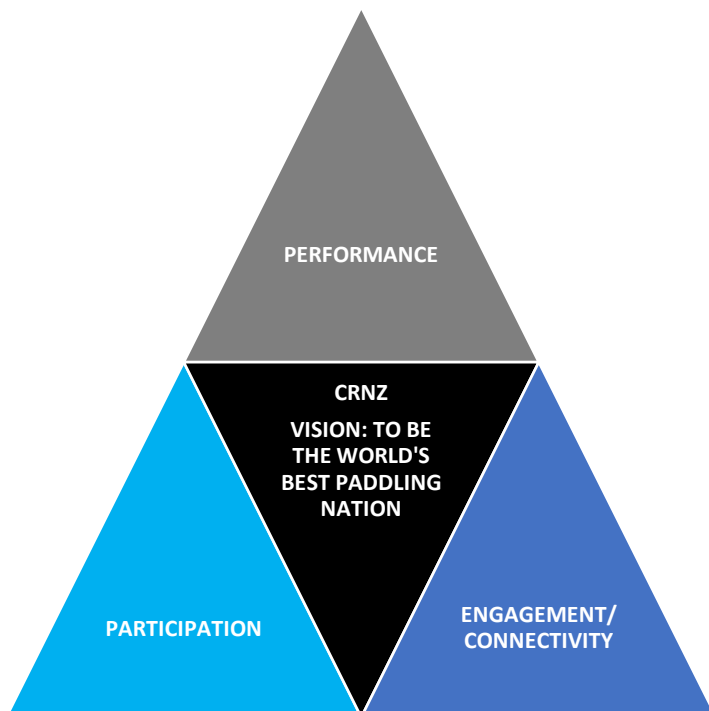 PERFORMANCE
CRNZ
VISION: TO BE
THE WORLD'S
BEST PADDLING
NATION
PARTICIPATION
ENGAGEMENT/
CONNECTIVITY